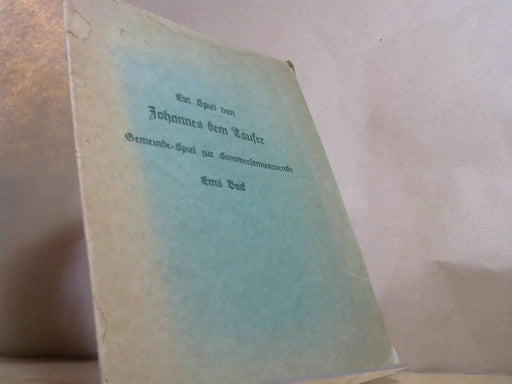 Ein Spiel von
Johannes dem Täufer
Gemeinde-Spiel zur Sommersonnenwende
Emil Bock